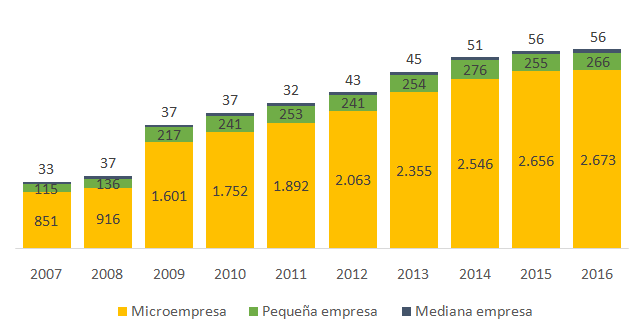 33 37 37 37 32 43 45 51 56 56
115 136 217 241 253 241 254 276 255 266
851 916 1.601 1.752 1.892 2.063 2.355 2.546 2.656 2.673
2007 2008 2009 2010 2011 2012 2013 2014 2015 2016
Microempresa Pequeña empresa Mediana empresa